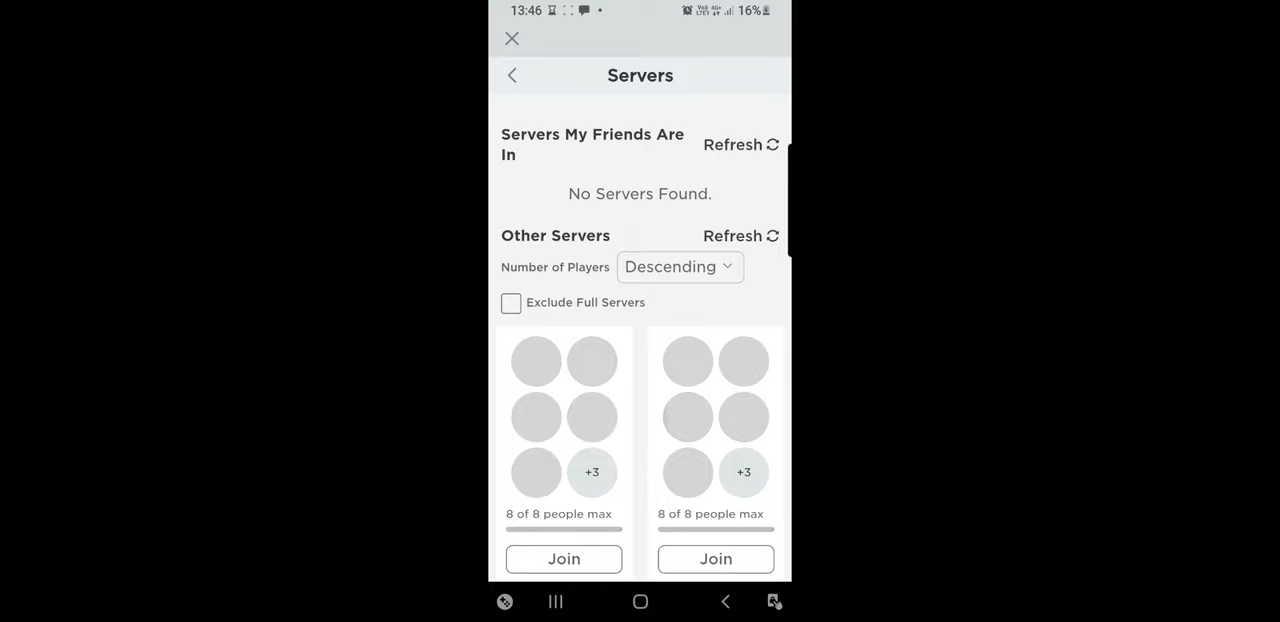 13:46 16%
Servers
Servers My Friends Are
In
Refresh
No Servers Found.
Other Servers
Refresh
Number of Players
Descending
Exclude Full Servers
+3
+3
8 of 8 people max
8 of 8 people max
Join
Join